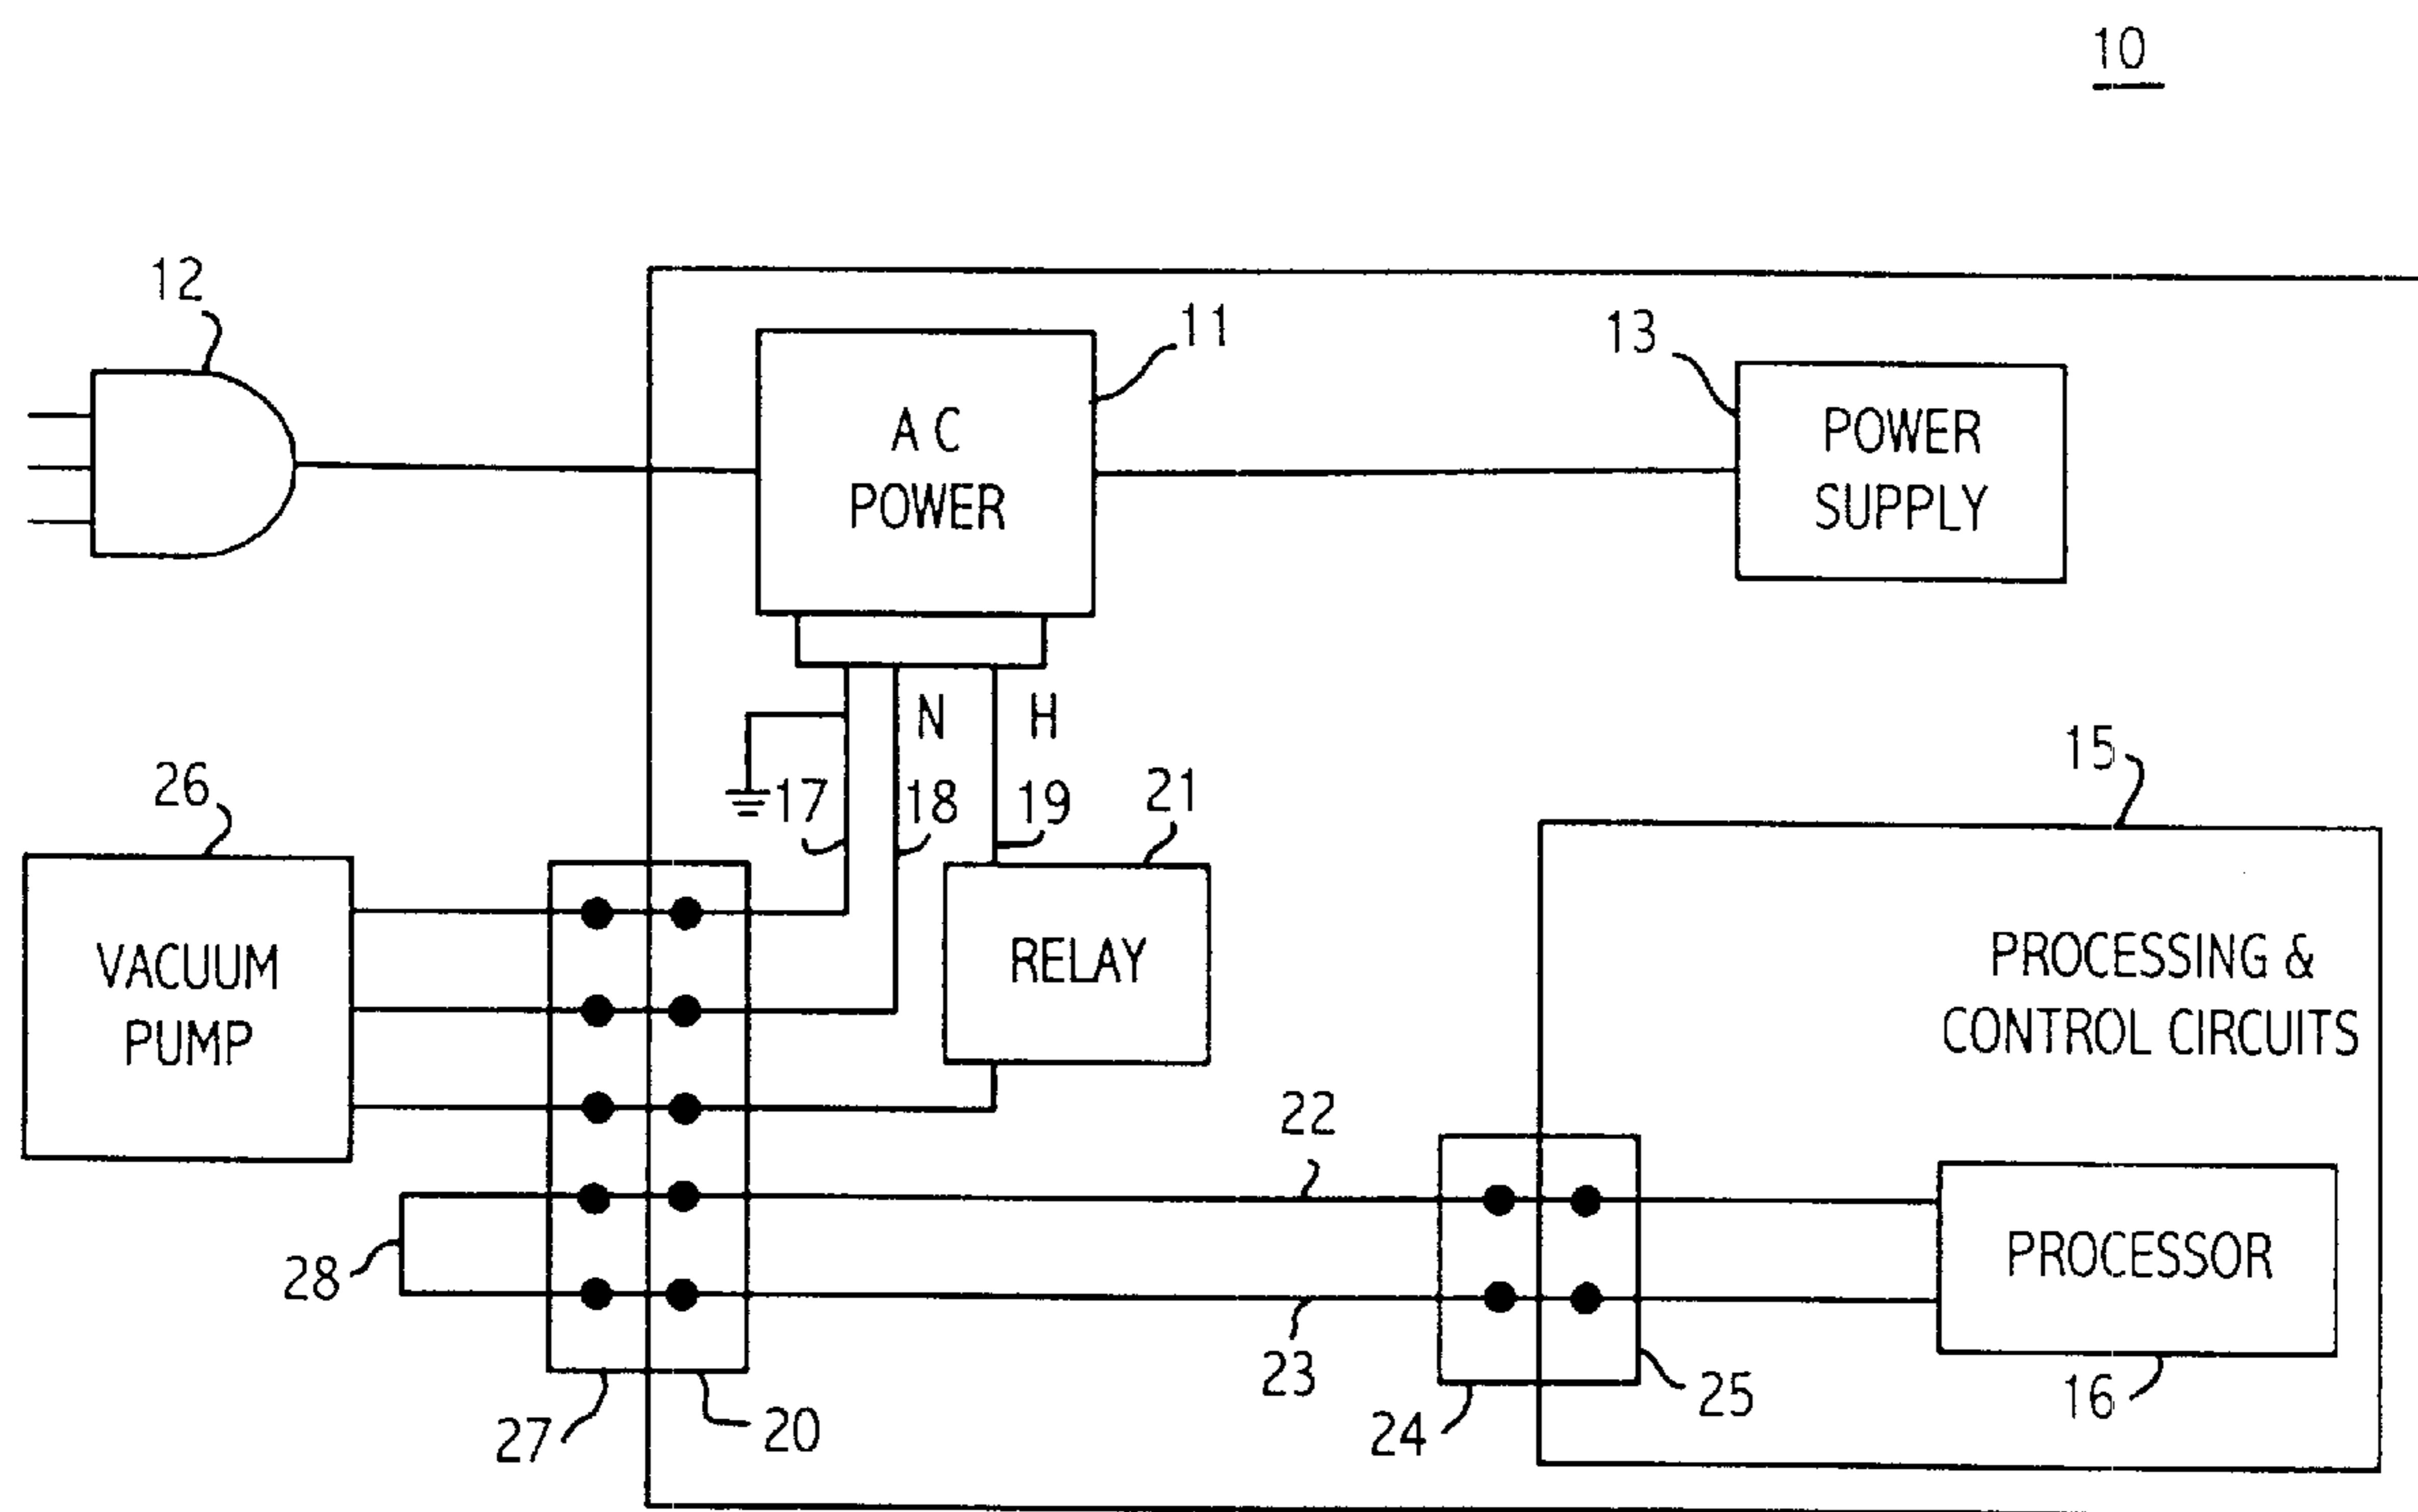 10
12
11
13
A C
POWER
POWER
SUPPLY
N
H
26
17
18
19
21
15
VACUUM
PUMP
RELAY
PROCESSING &
CONTROL CIRCUITS
22
28
PROCESSOR
23
27
20
24
25
16